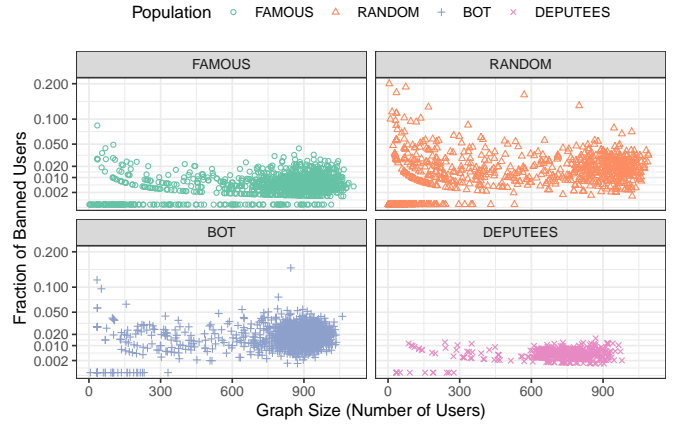 Population FAMOUS RANDOM BOT DEPUTEES
FAMOUS RANDOM
0.200
0.100
0.050
0.020
0.010
0.002
BOT DEPUTEES
0.200
0.100
0.050
0.020
0.010
0.002
0 300 600 900 0 300 600 900
Graph Size (Number of Users)
Fraction of Banned Users